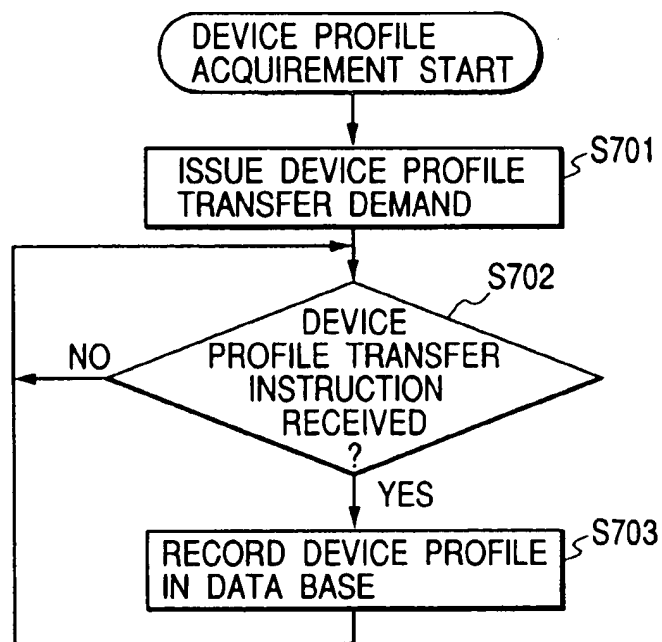 DEVICE PROFILE
ACQUIREMENT START
S701
ISSUE DEVICE PROFILE
TRANSFER DEMAND
S702
DEVICE
PROFILE TRANSFER
INSTRUCTION
RECEIVED
?
NO
YES
S703
RECORD DEVICE PROFILE
IN DATA BASE